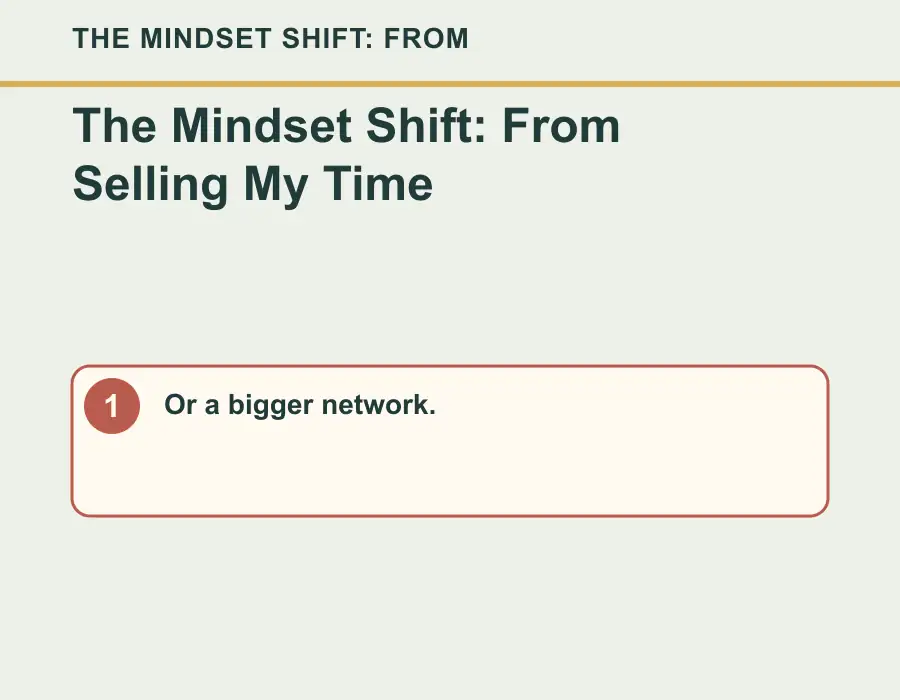 THE MINDSET SHIFT: FROM
The Mindset Shift: From
Selling My Time
1
Or a bigger network.